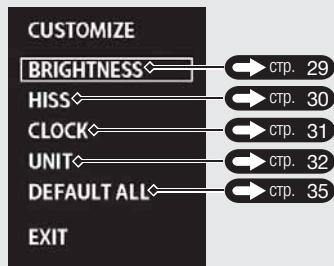 CUSTOMIZE
BRIGHTNESS стр. 29
HISS стр. 30
CLOCK стр. 31
UNIT стр. 32
DEFAULT ALL стр. 35
EXIT